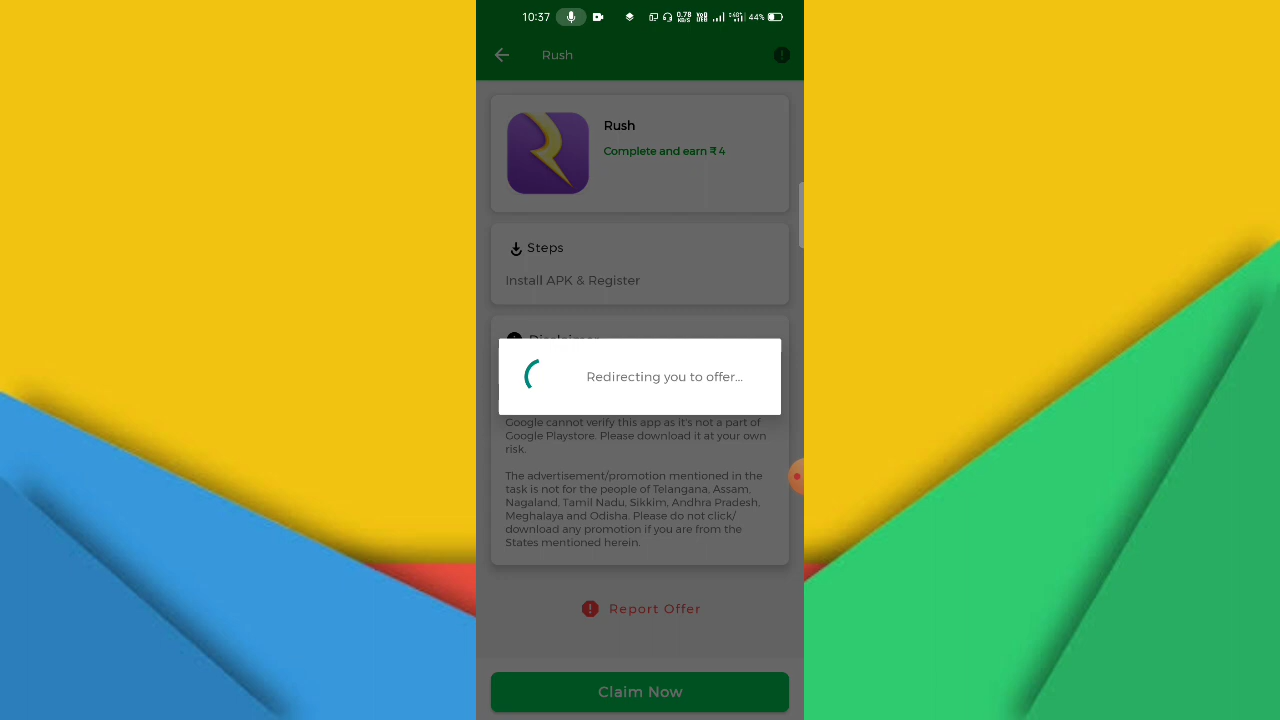 10:37
0.78
KB/S
44%
Rush
Rush
Complete and earn ₹ 4
Steps
Install APK & Register
Redirecting you to offer...
Google cannot verify this app as it's not a part of
Google Playstore. Please download it at your own
risk.
The advertisement/promotion mentioned in the
task is not for the people of Telangana, Assam,
Nagaland, Tamil Nadu, Sikkim, Andhra Pradesh,
Meghalaya and Odisha. Please do not click/
download any promotion if you are from the
States mentioned herein.
Report Offer
Claim Now